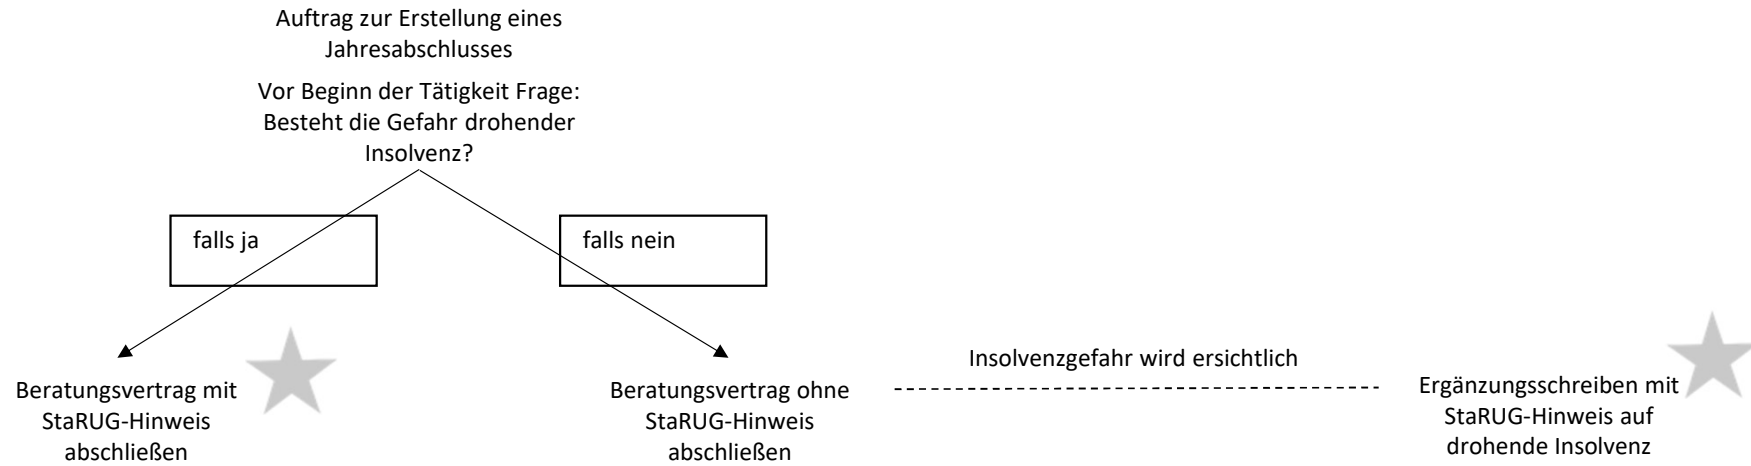 Auftrag zur Erstellung eines
Jahresabschlusses
Vor Beginn der Tätigkeit Frage:
Besteht die Gefahr drohender
Insolvenz?
falls ja
falls nein
Beratungsvertrag mit
StaRUG-Hinweis
abschließen
Beratungsvertrag ohne
StaRUG-Hinweis
abschließen
Insolvenzgefahr wird ersichtlich
Ergänzungsschreiben mit
StaRUG-Hinweis auf
drohende Insolvenz